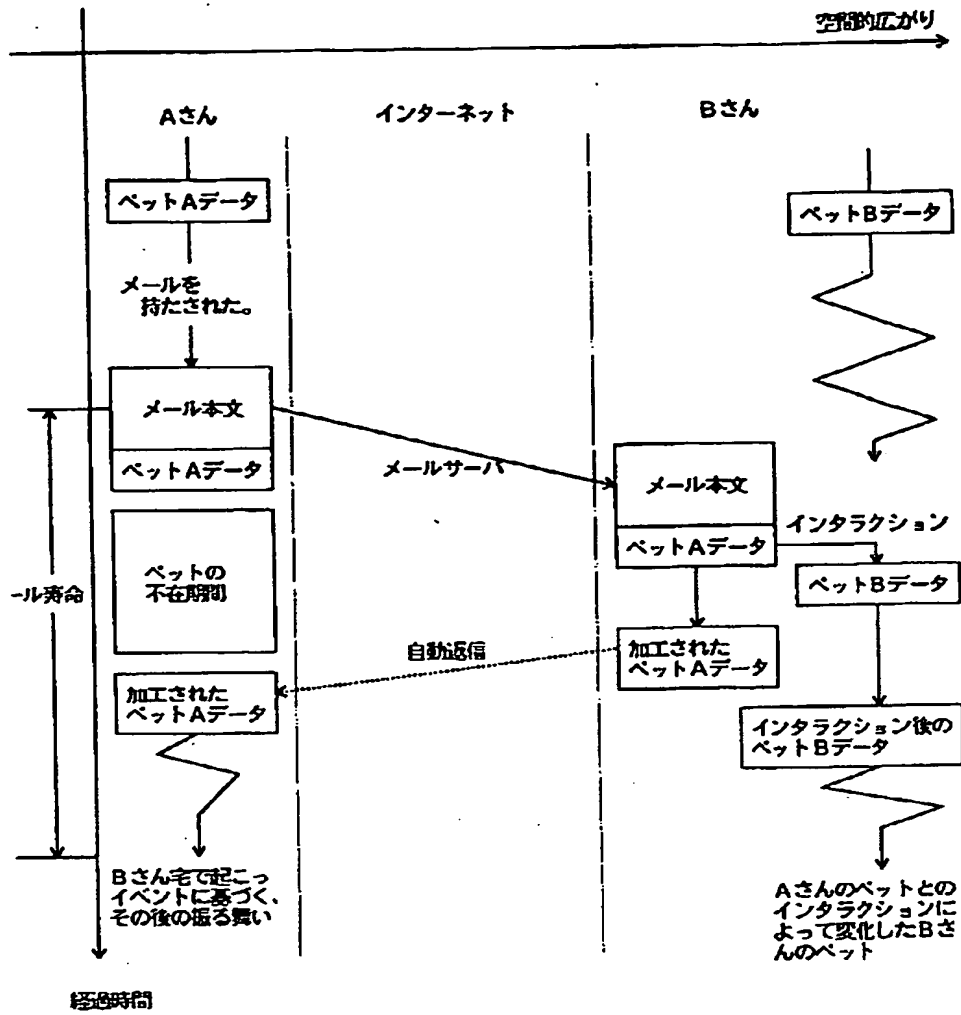 空間的広がり
Aさん
インターネット
Bさん
ペットAデータ
ペットBデータ
メールを
持たされた。
メール本文
ペットAデータ
メールサーバ
メール本文
ペットAデータ
インタラクション
ペットBデータ
ペットの
不在期間
ール寿命
自動返信
加工された
ペットAデータ
加工された
ペットAデータ
インタラクション後の
ペットBデータ
Bさん宅で起こっ
イベントに基づく、
その後の振る舞い
Aさんのペットとの
インタラクションに
よって変化したBさ
んのペット
経過時間